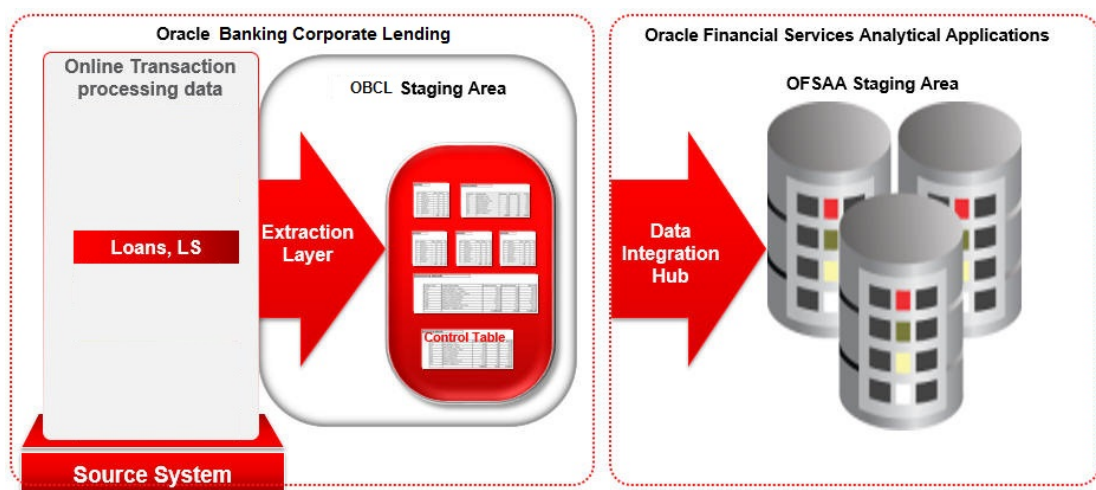 Oracle Banking Corporate Lending
Online Transaction
processing data
Loans, LS
Source System
Extraction
Layer
OBCL Staging Area
Control Table
Oracle Financial Services Analytical Applications
Data
Integration
Hub
OFSAA Staging Area